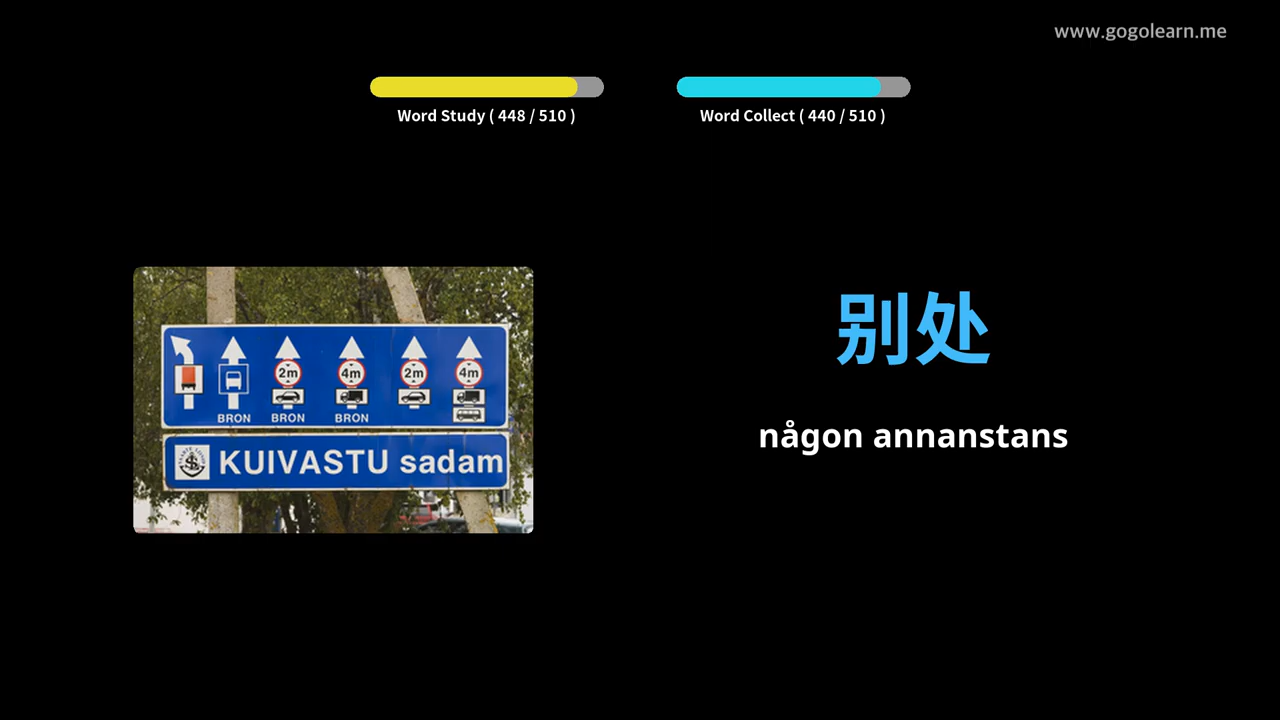 www.gogolearn.me
Word Study ( 448 / 510 )
Word Collect ( 440 / 510 )
2m 4m 2m 4m
BRON BRON BRON
KUIVASTU sadam
别处
någon annanstans